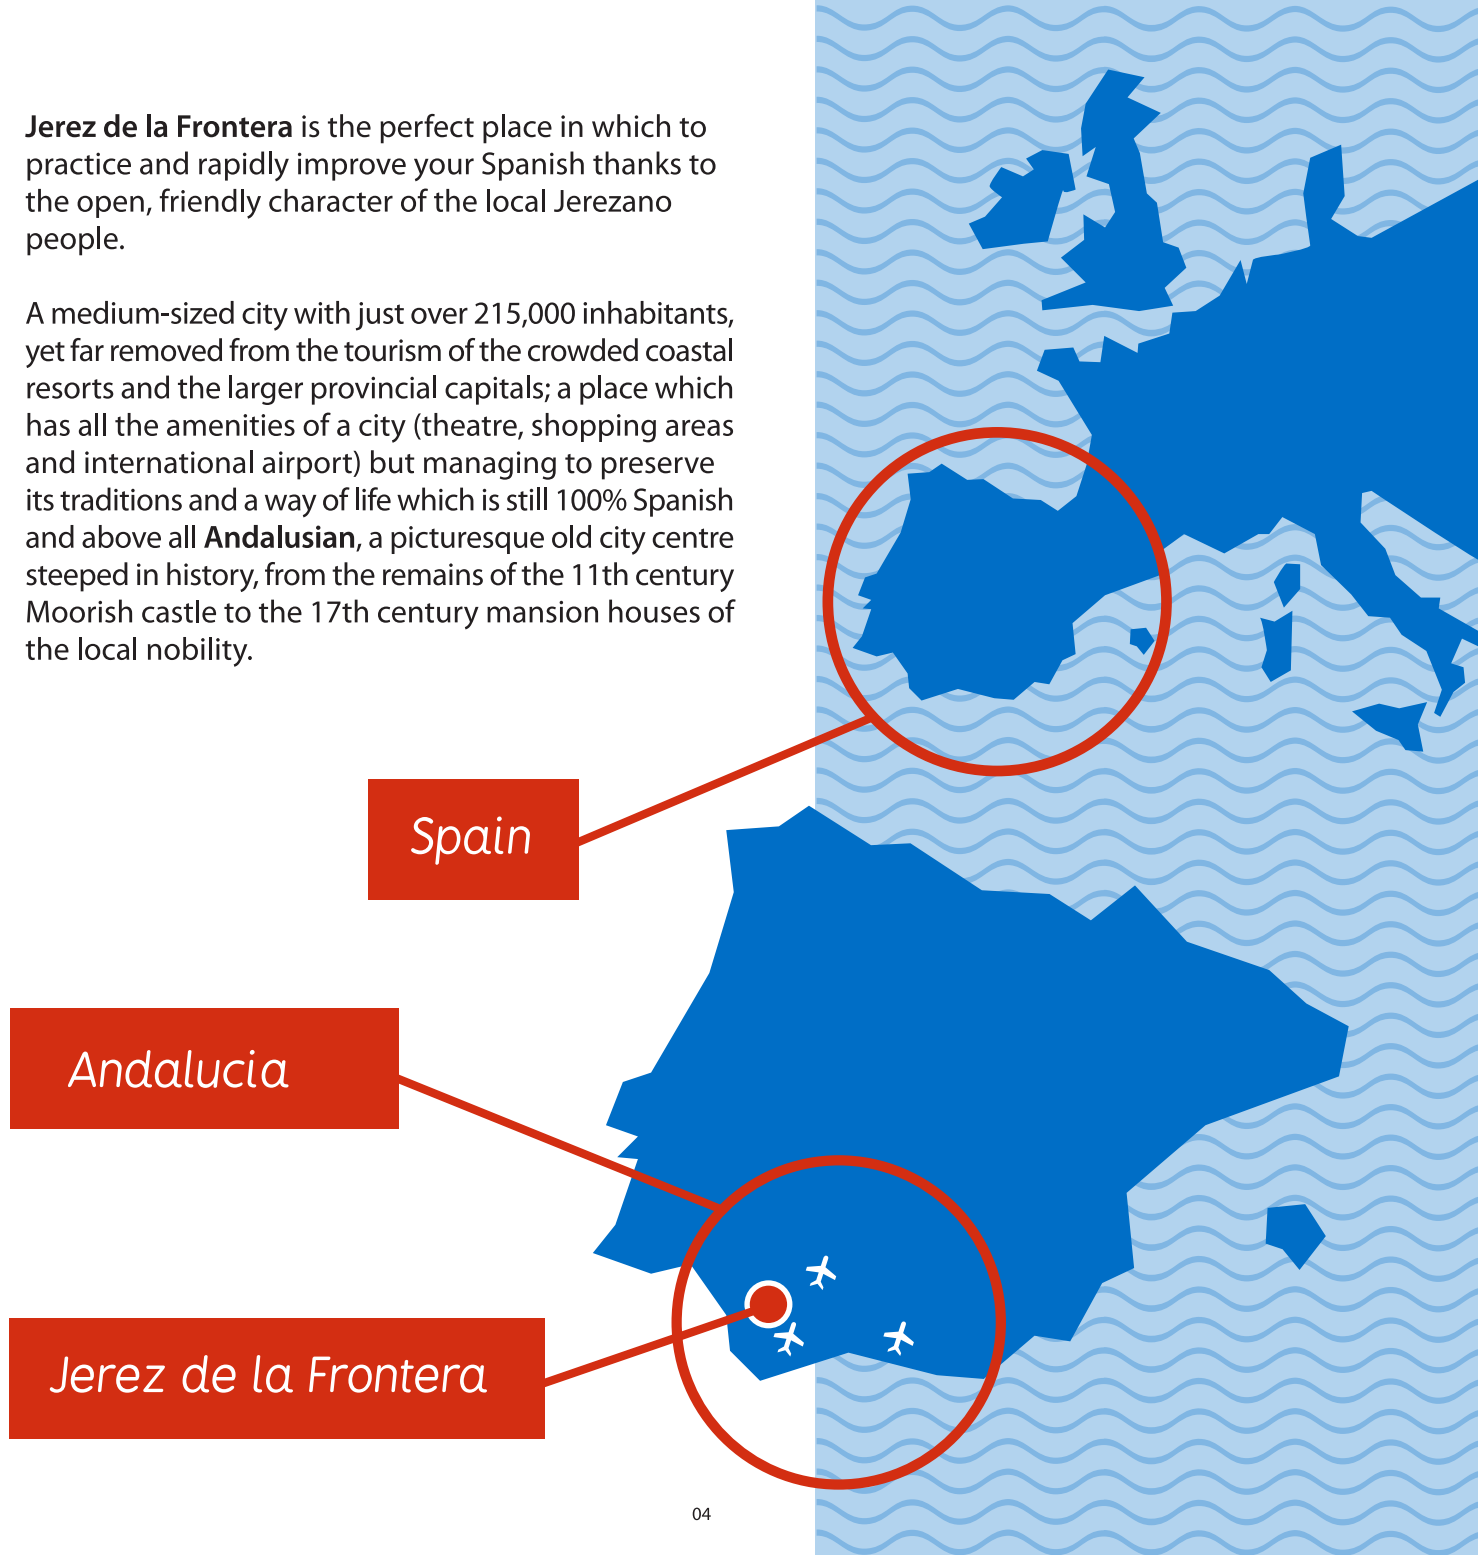 Jerez de la Frontera is the perfect place in which to
practice and rapidly improve your Spanish thanks to
the open, friendly character of the local Jerezano
people.
A medium-sized city with just over 215,000 inhabitants,
yet far removed from the tourism of the crowded coastal
resorts and the larger provincial capitals; a place which
has all the amenities of a city (theatre, shopping areas
and international airport) but managing to preserve
its traditions and a way of life which is still 100% Spanish
and above all Andalusian, a picturesque old city centre
steeped in history, from the remains of the 11th century
Moorish castle to the 17th century mansion houses of
the local nobility.
Spain
Andalucia
Jerez de la Frontera
04